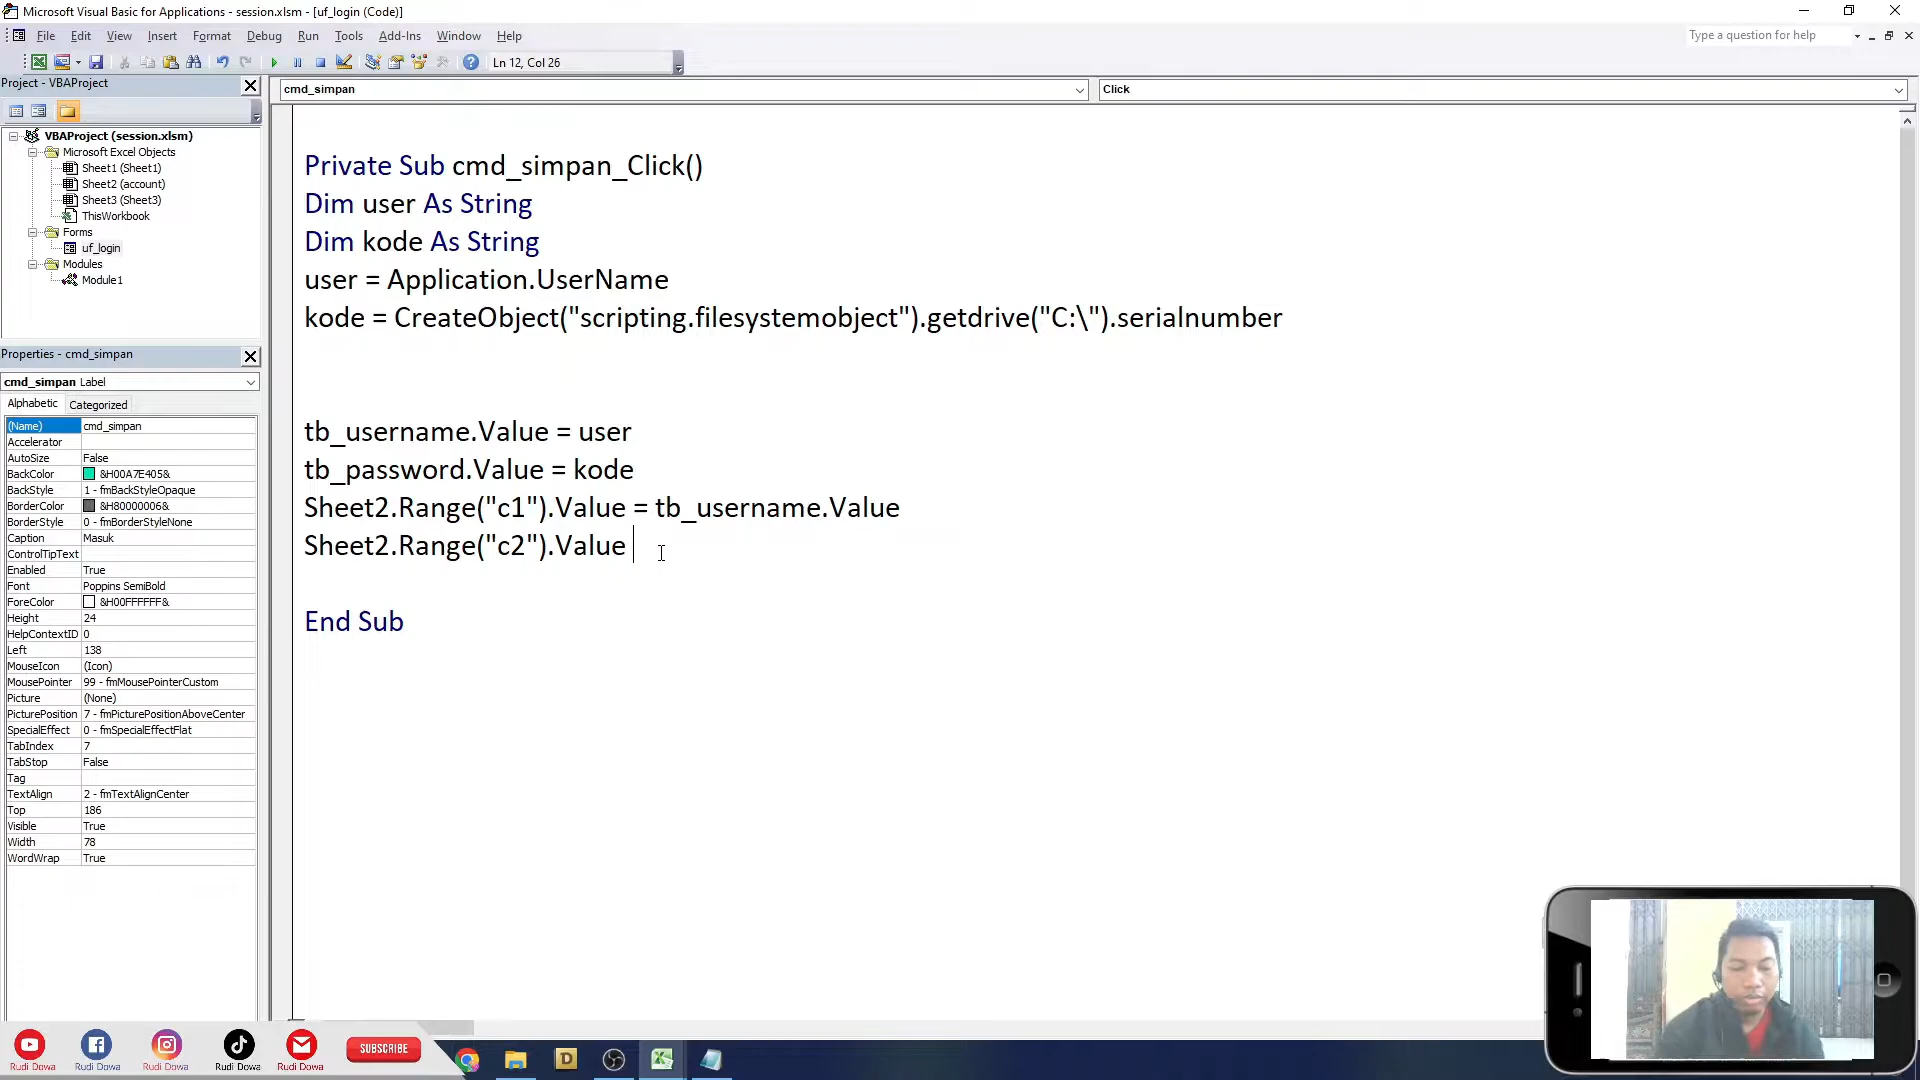 Microsoft Visual Basic for Applications - session.xlsm - [uf_login (Code)]
File Edit View Insert Format Debug Run Tools Add-Ins Window Help
Type a question for help
Ln 12, Col 26
Project - VBAProject
VBAProject (session.xlsm)
Microsoft Excel Objects
Sheet1 (Sheet1)
Sheet2 (account)
Sheet3 (Sheet3)
ThisWorkbook
Forms
uf_login
Modules
Module1
Properties - cmd_simpan
cmd_simpan Label
Alphabetic Categorized
(Name) cmd_simpan
Accelerator
AutoSize False
BackColor &H00A7E405&
BackStyle 1 - fmBackStyleOpaque
BorderColor &H80000006&
BorderStyle 0 - fmBorderStyleNone
Caption Masuk
ControlTipText
Enabled True
Font Poppins SemiBold
ForeColor &H00FFFFFF&
Height 24
HelpContextID 0
Left 138
MouseIcon (Icon)
MousePointer 99 - fmMousePointerCustom
Picture (None)
PicturePosition 7 - fmPicturePositionAboveCenter
SpecialEffect 0 - fmSpecialEffectFlat
TabIndex 7
TabStop False
Tag
TextAlign 2 - fmTextAlignCenter
Top 186
Visible True
Width 78
WordWrap True
cmd_simpan
Click
Private Sub cmd_simpan_Click()
Dim user As String
Dim kode As String
user = Application.UserName
kode = CreateObject("scripting.filesystemobject").getdrive("C:\").serialnumber
tb_username.Value = user
tb_password.Value = kode
Sheet2.Range("c1").Value = tb_username.Value
Sheet2.Range("c2").Value
End Sub
Rudi Dowa
Rudi Dowa
Rudi Dowa
Rudi Dowa
Rudi Dowa
SUBSCRIBE
D